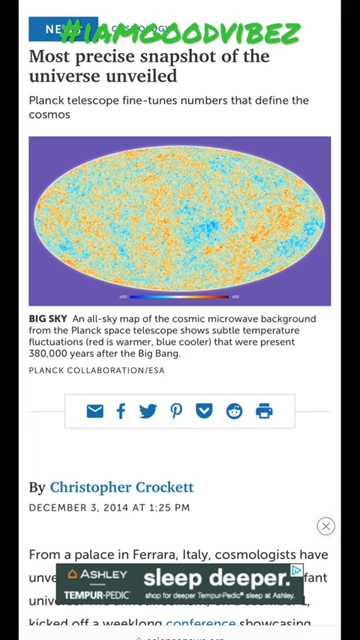 #IAMGOODVIBEZ
NEWS COSMOLOGY
Most precise snapshot of the
universe unveiled
Planck telescope fine-tunes numbers that define the
cosmos
BIG SKY An all-sky map of the cosmic microwave background
from the Planck space telescope shows subtle temperature
fluctuations (red is warmer, blue cooler) that were present
380,000 years after the Big Bang.
PLANCK COLLABORATION/ESA
By Christopher Crockett
DECEMBER 3, 2014 AT 1:25 PM
From a palace in Ferrara, Italy, cosmologists have
ASHLEY
TEMPUR-PEDIC
sleep deeper.
shop for deeper Tempur-Pedic sleep at Ashley.
kicked off a weeklong conference showcasing